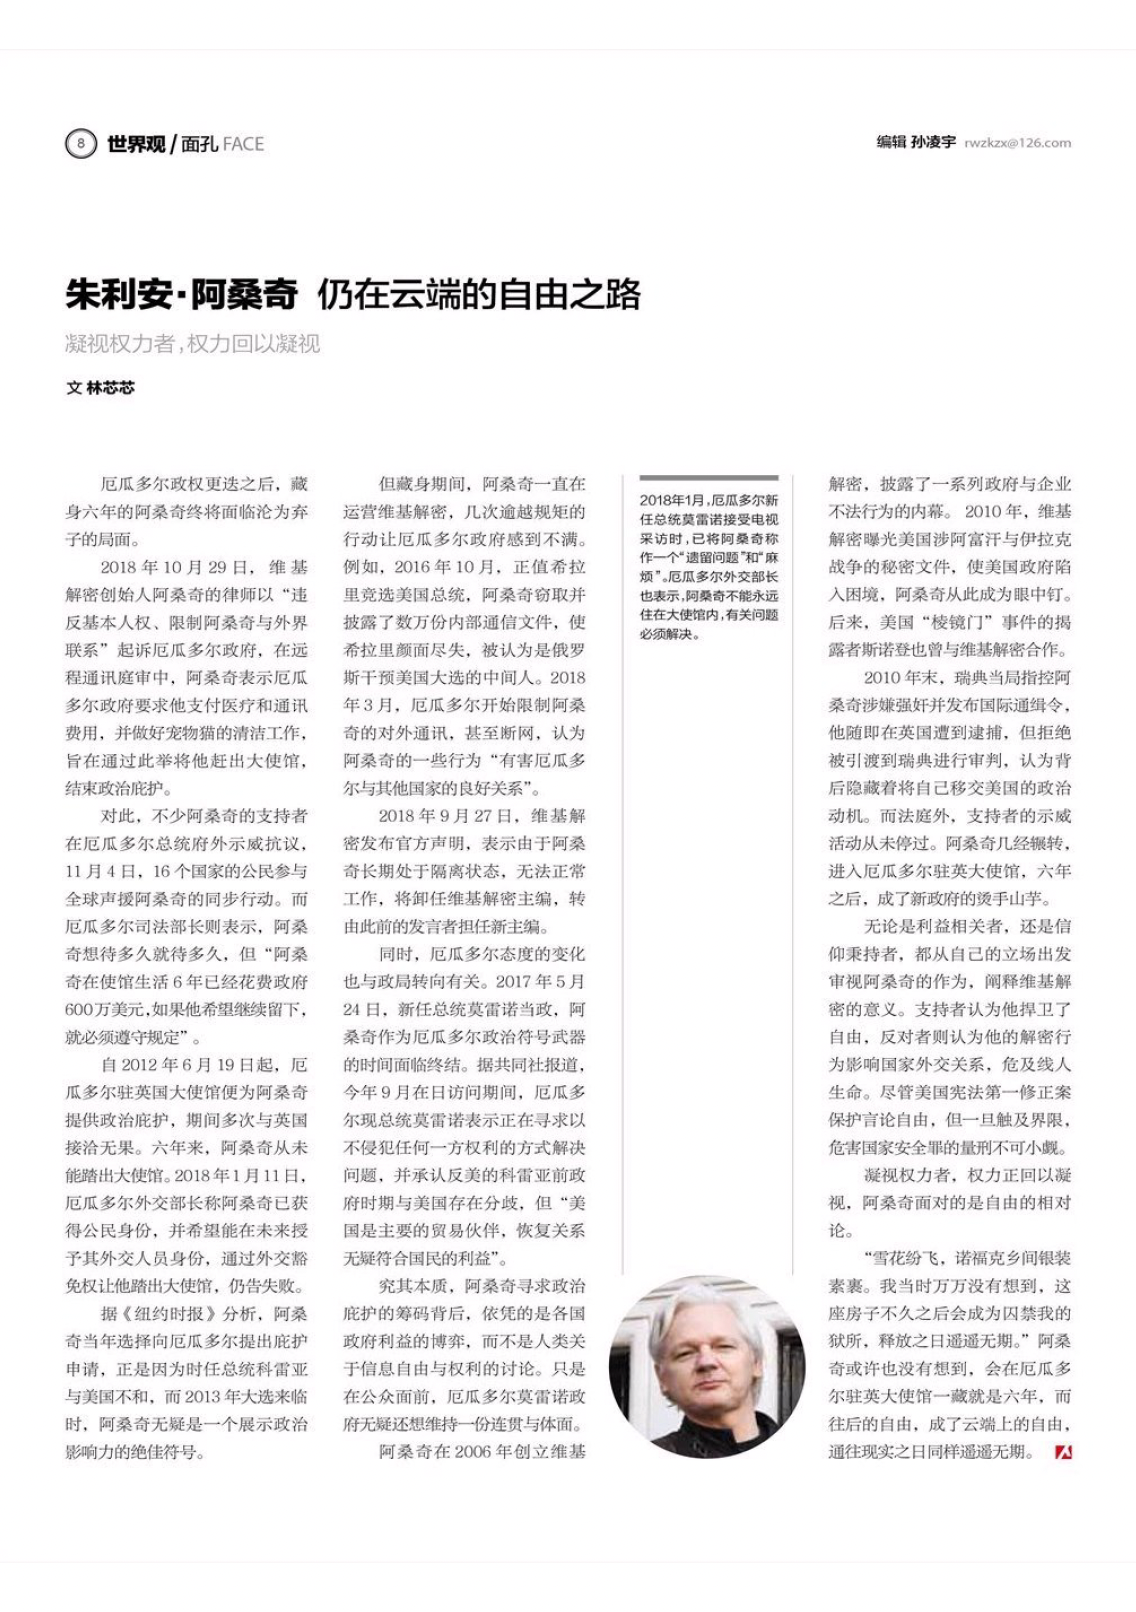 8 世界观 / 面孔 FACE
编辑 孙凌宇 rwzkzx@126.com
朱利安·阿桑奇 仍在云端的自由之路
凝视权力者,权力回以凝视
文 林芯芯
厄瓜多尔政权更迭之后，藏
身六年的阿桑奇终将面临沦为弃
子的局面。
2018 年 10 月 29 日，维基
解密创始人阿桑奇的律师以“违
反基本人权、限制阿桑奇与外界
联系”起诉厄瓜多尔政府，在远
程通讯庭审中，阿桑奇表示厄瓜
多尔政府要求他支付医疗和通讯
费用，并做好宠物猫的清洁工作，
旨在通过此举将他赶出大使馆，
结束政治庇护。
对此，不少阿桑奇的支持者
在厄瓜多尔总统府外示威抗议，
11 月 4 日，16 个国家的公民参与
全球声援阿桑奇的同步行动。而
厄瓜多尔司法部长则表示，阿桑
奇想待多久就待多久，但“阿桑
奇在使馆生活 6 年已经花费政府
600万美元,如果他希望继续留下，
就必须遵守规定”。
自 2012 年 6 月 19 日起，厄
瓜多尔驻英国大使馆便为阿桑奇
提供政治庇护，期间多次与英国
接洽无果。六年来，阿桑奇从未
能踏出大使馆。2018 年 1 月 11 日，
厄瓜多尔外交部长称阿桑奇已获
得公民身份，并希望能在未来授
予其外交人员身份，通过外交豁
免权让他踏出大使馆，仍告失败。
据《纽约时报》分析，阿桑
奇当年选择向厄瓜多尔提出庇护
申请，正是因为时任总统科雷亚
与美国不和，而 2013 年大选来临
时，阿桑奇无疑是一个展示政治
影响力的绝佳符号。
但藏身期间，阿桑奇一直在
运营维基解密，几次逾越规矩的
行动让厄瓜多尔政府感到不满。
例如，2016 年 10 月，正值希拉
里竞选美国总统，阿桑奇窃取并
披露了数万份内部通信文件，使
希拉里颜面尽失，被认为是俄罗
斯干预美国大选的中间人。2018
年 3 月，厄瓜多尔开始限制阿桑
奇的对外通讯，甚至断网，认为
阿桑奇的一些行为“有害厄瓜多
尔与其他国家的良好关系”。
2018 年 9 月 27 日，维基解
密发布官方声明，表示由于阿桑
奇长期处于隔离状态，无法正常
工作，将卸任维基解密主编，转
由此前的发言者担任新主编。
同时，厄瓜多尔态度的变化
也与政局转向有关。2017 年 5 月
24 日，新任总统莫雷诺当政，阿
桑奇作为厄瓜多尔政治符号武器
的时间面临终结。据共同社报道，
今年 9 月在日访问期间，厄瓜多
尔现总统莫雷诺表示正在寻求以
不侵犯任何一方权利的方式解决
问题，并承认反美的科雷亚前政
府时期与美国存在分歧，但“美
国是主要的贸易伙伴，恢复关系
无疑符合国民的利益”。
究其本质，阿桑奇寻求政治
庇护的筹码背后，依凭的是各国
政府利益的博弈，而不是人类关
于信息自由与权利的讨论。只是
在公众面前，厄瓜多尔莫雷诺政
府无疑还想维持一份连贯与体面。
阿桑奇在 2006 年创立维基
2018年1月,厄瓜多尔新
任总统莫雷诺接受电视
采访时,已将阿桑奇称
作一个“遗留问题”和“麻
烦”。厄瓜多尔外交部长
也表示,阿桑奇不能永远
住在大使馆内,有关问题
必须解决。
解密，披露了一系列政府与企业
不法行为的内幕。 2010 年，维基
解密曝光美国涉阿富汗与伊拉克
战争的秘密文件，使美国政府陷
入困境，阿桑奇从此成为眼中钉。
后来，美国“棱镜门”事件的揭
露者斯诺登也曾与维基解密合作。
2010 年末，瑞典当局指控阿
桑奇涉嫌强奸并发布国际通缉令，
他随即在英国遭到逮捕，但拒绝
被引渡到瑞典进行审判，认为背
后隐藏着将自己移交美国的政治
动机。而法庭外，支持者的示威
活动从未停过。阿桑奇几经辗转，
进入厄瓜多尔驻英大使馆，六年
之后，成了新政府的烫手山芋。
无论是利益相关者，还是信
仰秉持者，都从自己的立场出发
审视阿桑奇的作为，阐释维基解
密的意义。支持者认为他捍卫了
自由，反对者则认为他的解密行
为影响国家外交关系，危及线人
生命。尽管美国宪法第一修正案
保护言论自由，但一旦触及界限，
危害国家安全罪的量刑不可小觑。
凝视权力者，权力正回以凝
视，阿桑奇面对的是自由的相对
论。
“雪花纷飞，诺福克乡间银装
素裹。我当时万万没有想到，这
座房子不久之后会成为囚禁我的
狱所，释放之日遥遥无期。”阿桑
奇或许也没有想到，会在厄瓜多
尔驻英大使馆一藏就是六年，而
往后的自由，成了云端上的自由，
通往现实之日同样遥遥无期。